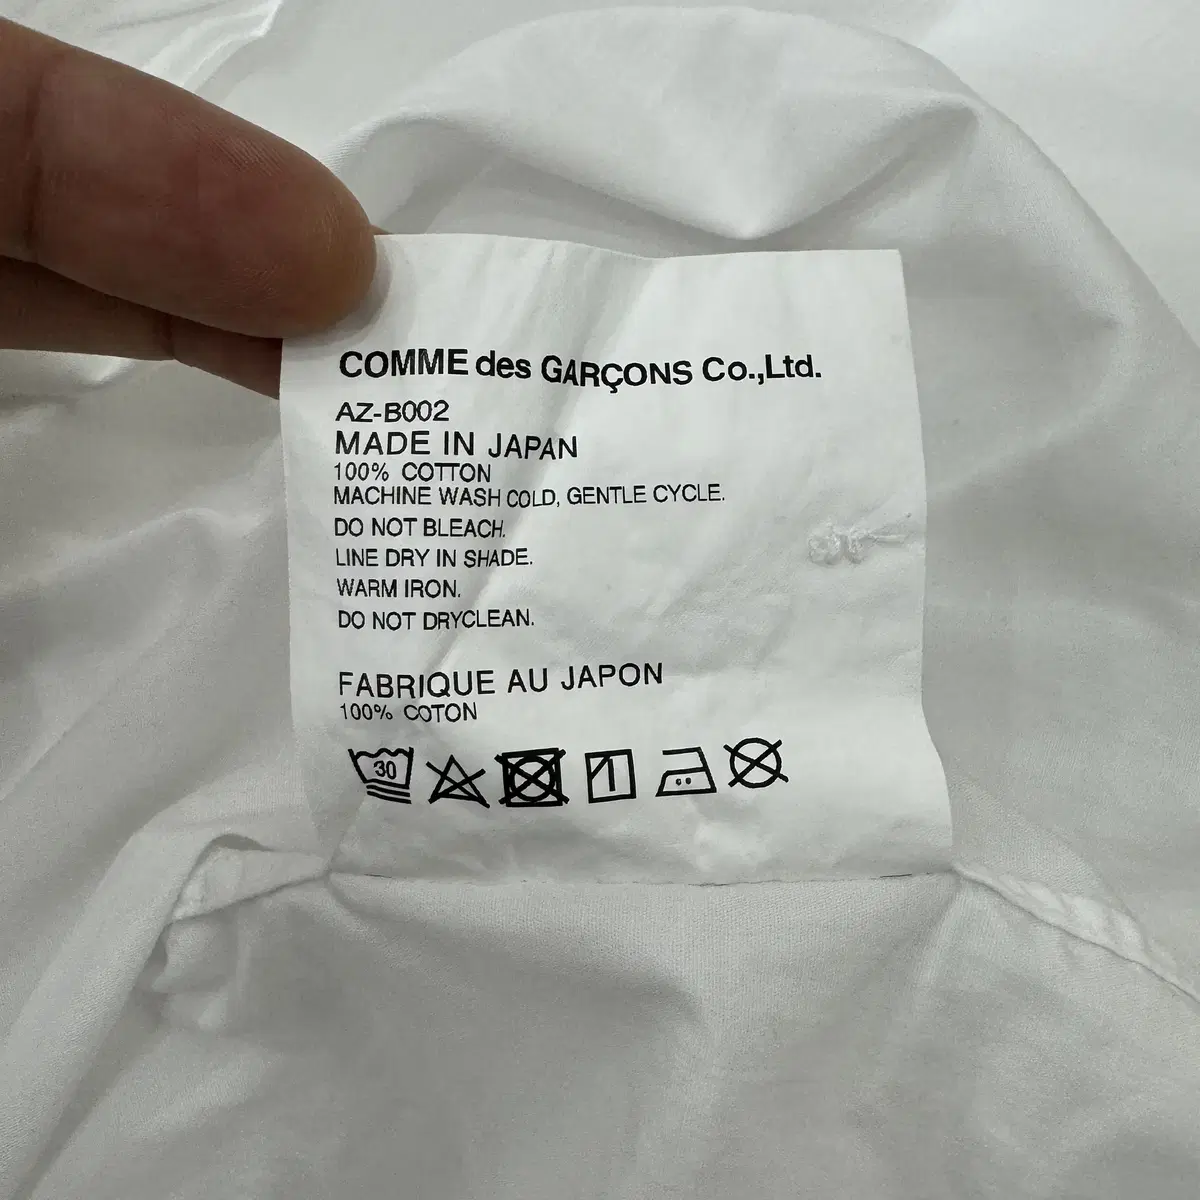 COMME des GARÇONS Co.,Ltd.
AZ-B002
MADE IN JAPAN
100% COTTON
MACHINE WASH COLD, GENTLE CYCLE.
DO NOT BLEACH.
LINE DRY IN SHADE.
WARM IRON.
DO NOT DRYCLEAN.
FABRIQUE AU JAPON
100% COTON
30